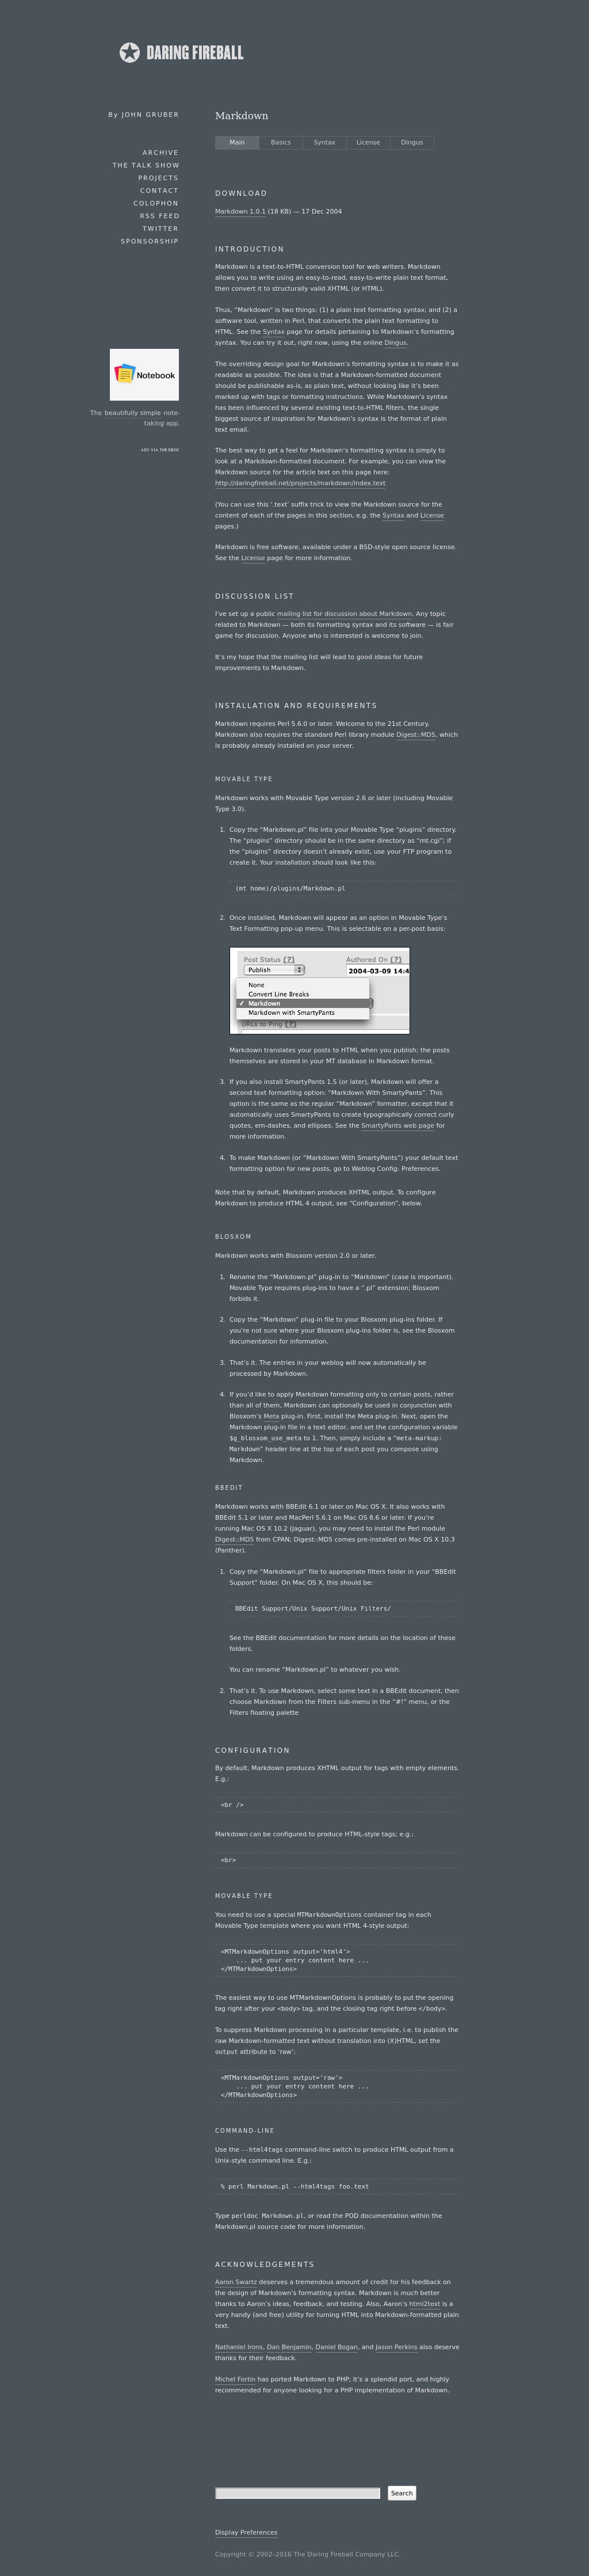 DARING FIREBALL
By JOHN GRUBER
ARCHIVE
THE TALK SHOW
PROJECTS
CONTACT
COLOPHON
RSS FEED
TWITTER
SPONSORSHIP
Notebook
The beautifully simple note-
taking app.
ADS VIA THE DECK
Markdown
Main Basics Syntax License Dingus
DOWNLOAD
Markdown 1.0.1 (18 KB) — 17 Dec 2004
INTRODUCTION
Markdown is a text-to-HTML conversion tool for web writers. Markdown
allows you to write using an easy-to-read, easy-to-write plain text format,
then convert it to structurally valid XHTML (or HTML).
Thus, “Markdown” is two things: (1) a plain text formatting syntax; and (2) a
software tool, written in Perl, that converts the plain text formatting to
HTML. See the Syntax page for details pertaining to Markdown’s formatting
syntax. You can try it out, right now, using the online Dingus.
The overriding design goal for Markdown’s formatting syntax is to make it as
readable as possible. The idea is that a Markdown-formatted document
should be publishable as-is, as plain text, without looking like it’s been
marked up with tags or formatting instructions. While Markdown’s syntax
has been influenced by several existing text-to-HTML filters, the single
biggest source of inspiration for Markdown’s syntax is the format of plain
text email.
The best way to get a feel for Markdown’s formatting syntax is simply to
look at a Markdown-formatted document. For example, you can view the
Markdown source for the article text on this page here:
http://daringfireball.net/projects/markdown/index.text
(You can use this ‘.text’ suffix trick to view the Markdown source for the
content of each of the pages in this section, e.g. the Syntax and License
pages.)
Markdown is free software, available under a BSD-style open source license.
See the License page for more information.
DISCUSSION LIST
I’ve set up a public mailing list for discussion about Markdown. Any topic
related to Markdown — both its formatting syntax and its software — is fair
game for discussion. Anyone who is interested is welcome to join.
It’s my hope that the mailing list will lead to good ideas for future
improvements to Markdown.
INSTALLATION AND REQUIREMENTS
Markdown requires Perl 5.6.0 or later. Welcome to the 21st Century.
Markdown also requires the standard Perl library module Digest::MD5, which
is probably already installed on your server.
MOVABLE TYPE
Markdown works with Movable Type version 2.6 or later (including Movable
Type 3.0).
1. Copy the “Markdown.pl” file into your Movable Type “plugins” directory.
The “plugins” directory should be in the same directory as “mt.cgi”; if
the “plugins” directory doesn’t already exist, use your FTP program to
create it. Your installation should look like this:
(mt home)/plugins/Markdown.pl
2. Once installed, Markdown will appear as an option in Movable Type’s
Text Formatting pop-up menu. This is selectable on a per-post basis:
Post Status (?) Authored On (?)
Publish 2004-03-09 14:4
None
Convert Line Breaks
✓ Markdown
Markdown with SmartyPants
URLs to Ping (?)
Markdown translates your posts to HTML when you publish; the posts
themselves are stored in your MT database in Markdown format.
3. If you also install SmartyPants 1.5 (or later), Markdown will offer a
second text formatting option: “Markdown With SmartyPants”. This
option is the same as the regular “Markdown” formatter, except that it
automatically uses SmartyPants to create typographically correct curly
quotes, em-dashes, and ellipses. See the SmartyPants web page for
more information.
4. To make Markdown (or “Markdown With SmartyPants”) your default text
formatting option for new posts, go to Weblog Config: Preferences.
Note that by default, Markdown produces XHTML output. To configure
Markdown to produce HTML 4 output, see “Configuration”, below.
BLOSXOM
Markdown works with Blosxom version 2.0 or later.
1. Rename the “Markdown.pl” plug-in to “Markdown” (case is important).
Movable Type requires plug-ins to have a “.pl” extension; Blosxom
forbids it.
2. Copy the “Markdown” plug-in file to your Blosxom plug-ins folder. If
you’re not sure where your Blosxom plug-ins folder is, see the Blosxom
documentation for information.
3. That’s it. The entries in your weblog will now automatically be
processed by Markdown.
4. If you’d like to apply Markdown formatting only to certain posts, rather
than all of them, Markdown can optionally be used in conjunction with
Blosxom’s Meta plug-in. First, install the Meta plug-in. Next, open the
Markdown plug-in file in a text editor, and set the configuration variable
$g_blosxom_use_meta to 1. Then, simply include a “meta-markup:
Markdown” header line at the top of each post you compose using
Markdown.
BBEDIT
Markdown works with BBEdit 6.1 or later on Mac OS X. It also works with
BBEdit 5.1 or later and MacPerl 5.6.1 on Mac OS 8.6 or later. If you’re
running Mac OS X 10.2 (Jaguar), you may need to install the Perl module
Digest::MD5 from CPAN; Digest::MD5 comes pre-installed on Mac OS X 10.3
(Panther).
1. Copy the “Markdown.pl” file to appropriate filters folder in your “BBEdit
Support” folder. On Mac OS X, this should be:
BBEdit Support/Unix Support/Unix Filters/
See the BBEdit documentation for more details on the location of these
folders.
You can rename “Markdown.pl” to whatever you wish.
2. That’s it. To use Markdown, select some text in a BBEdit document, then
choose Markdown from the Filters sub-menu in the “#!” menu, or the
Filters floating palette
CONFIGURATION
By default, Markdown produces XHTML output for tags with empty elements.
E.g.:
<br />
Markdown can be configured to produce HTML-style tags; e.g.:
<br>
MOVABLE TYPE
You need to use a special MTMarkdownOptions container tag in each
Movable Type template where you want HTML 4-style output:
<MTMarkdownOptions output='html4'>
... put your entry content here ...
</MTMarkdownOptions>
The easiest way to use MTMarkdownOptions is probably to put the opening
tag right after your <body> tag, and the closing tag right before </body>.
To suppress Markdown processing in a particular template, i.e. to publish the
raw Markdown-formatted text without translation into (X)HTML, set the
output attribute to ‘raw’:
<MTMarkdownOptions output='raw'>
... put your entry content here ...
</MTMarkdownOptions>
COMMAND-LINE
Use the --html4tags command-line switch to produce HTML output from a
Unix-style command line. E.g.:
% perl Markdown.pl --html4tags foo.text
Type perldoc Markdown.pl, or read the POD documentation within the
Markdown.pl source code for more information.
ACKNOWLEDGEMENTS
Aaron Swartz deserves a tremendous amount of credit for his feedback on
the design of Markdown’s formatting syntax. Markdown is much better
thanks to Aaron’s ideas, feedback, and testing. Also, Aaron’s html2text is a
very handy (and free) utility for turning HTML into Markdown-formatted plain
text.
Nathaniel Irons, Dan Benjamin, Daniel Bogan, and Jason Perkins also deserve
thanks for their feedback.
Michel Fortin has ported Markdown to PHP; it’s a splendid port, and highly
recommended for anyone looking for a PHP implementation of Markdown.
Search
Display Preferences
Copyright © 2002–2016 The Daring Fireball Company LLC.